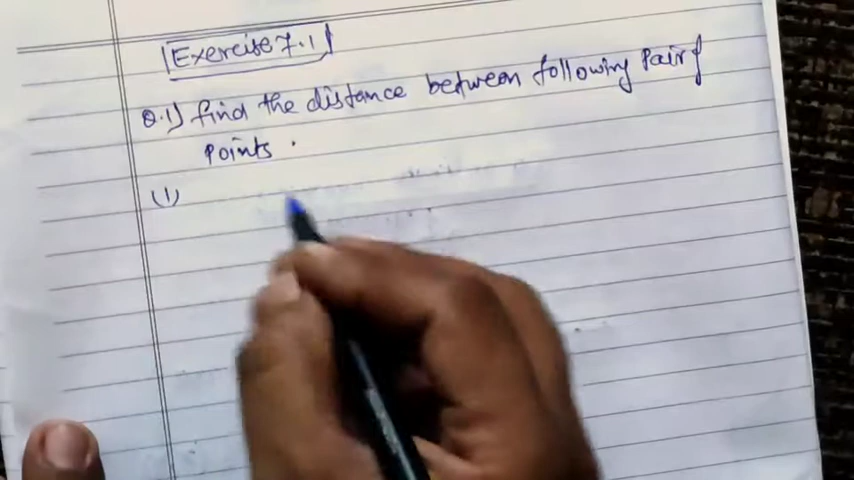 Exercise 7.1
Q.1) find the distance between following Pair of
Points .
(1)